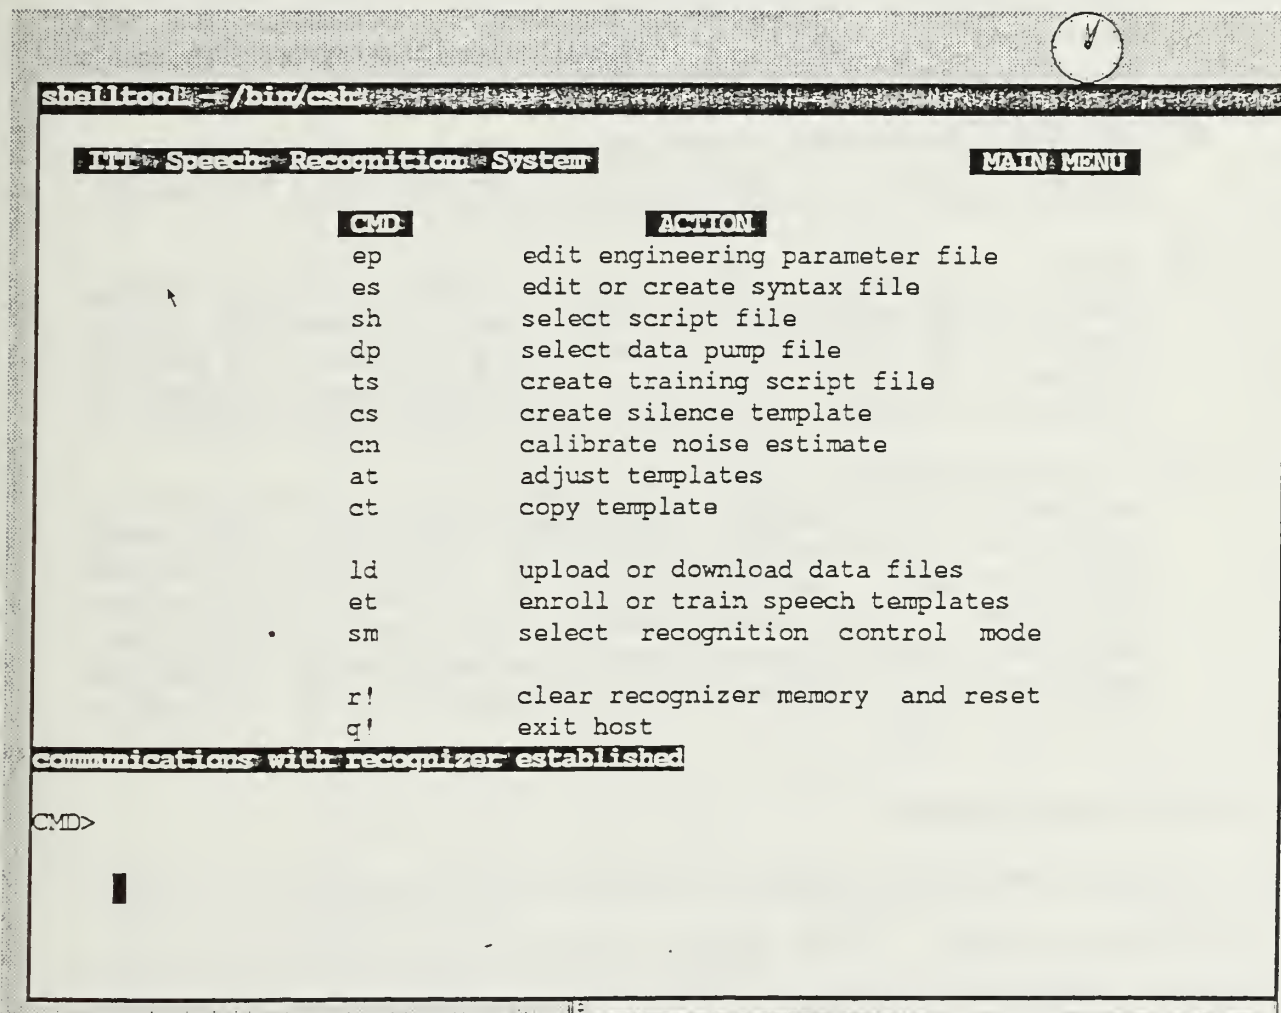 shelltool - /bin/csh
ITT Speech Recognition System MAIN MENU
CMD ACTION
ep edit engineering parameter file
es edit or create syntax file
sh select script file
dp select data pump file
ts create training script file
cs create silence template
cn calibrate noise estimate
at adjust templates
ct copy template
ld upload or download data files
et enroll or train speech templates
sm select recognition control mode
r! clear recognizer memory and reset
q! exit host
communications with recognizer established
CMD>